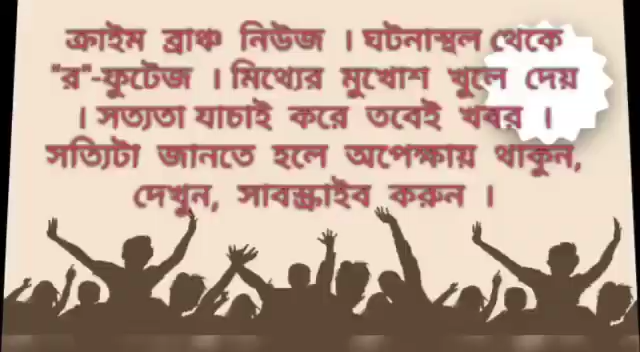 ক্রাইম ব্রাঞ্চ নিউজ । ঘটনাস্থল থেকে
"র"-ফুটেজ । মিথ্যের মুখোশ খুলে দেয়
। সত্যতা যাচাই করে তবেই খবর ।
সত্যিটা জানতে হলে অপেক্ষায় থাকুন,
দেখুন, সাবস্ক্রাইব করুন ।